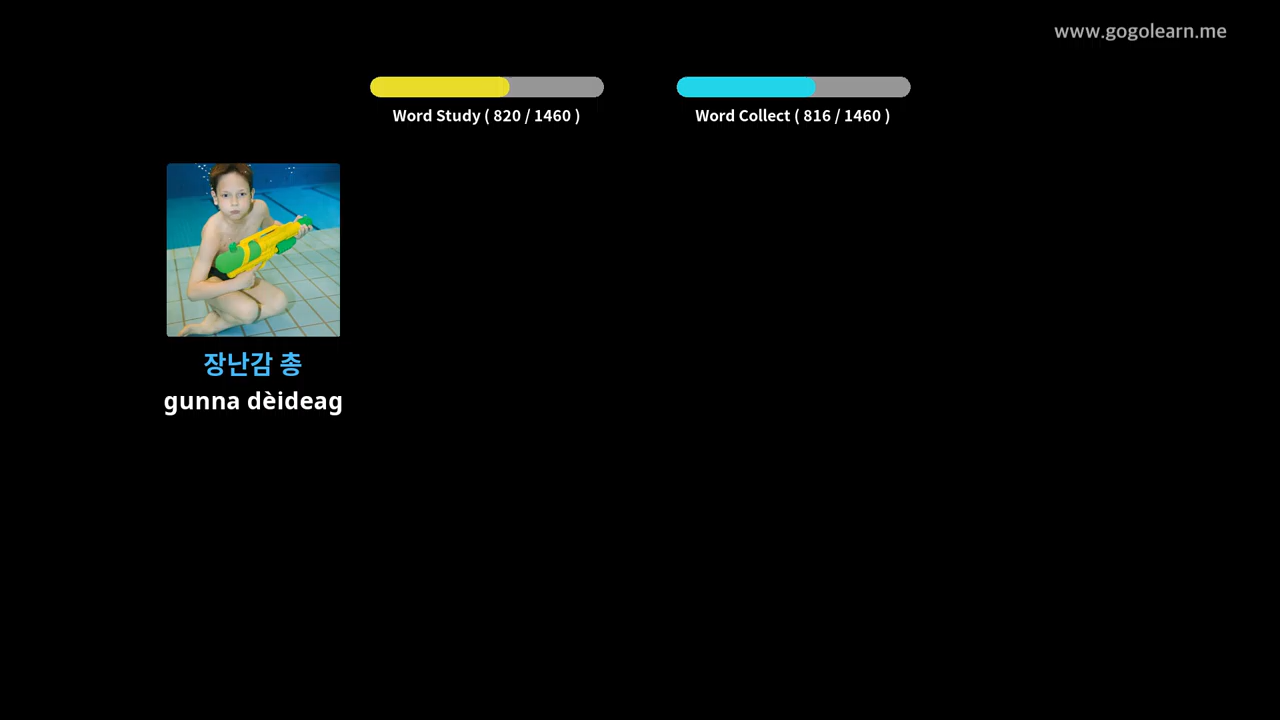 www.gogolearn.me
Word Study ( 820 / 1460 )
Word Collect ( 816 / 1460 )
장난감 총
gunna dèideag